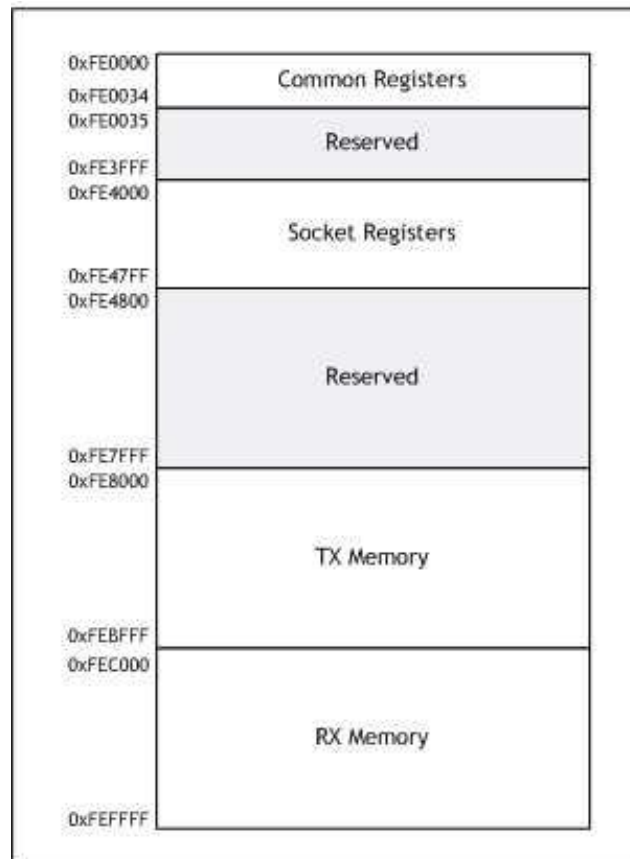 0xFE0000
Common Registers
0xFE0034
0xFE0035
Reserved
0xFE3FFF
0xFE4000
Socket Registers
0xFE47FF
0xFE4800
Reserved
0xFE7FFF
0xFE8000
TX Memory
0xFEBFFF
0xFEC000
RX Memory
0xFEFFFF